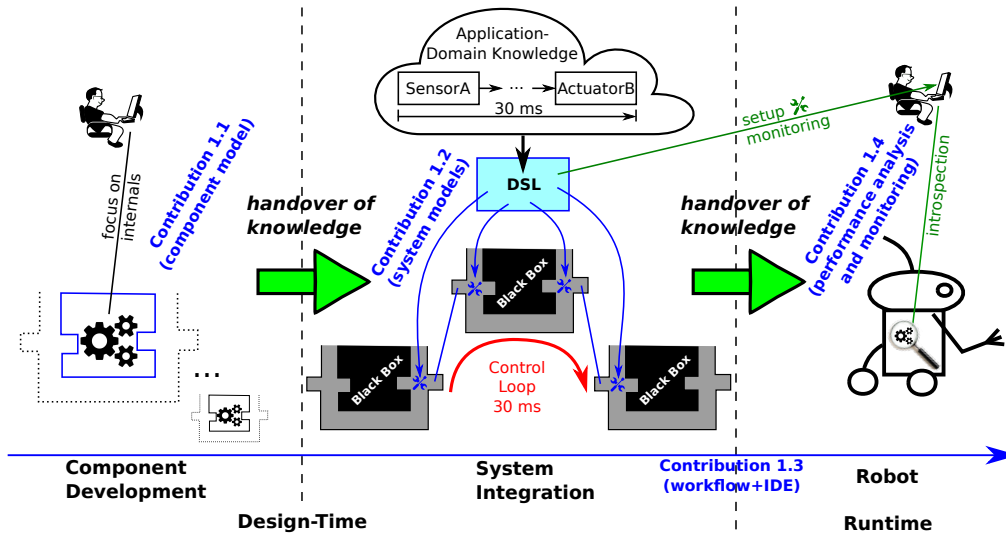 Application-
Domain Knowledge
SensorA
...
ActuatorB
30 ms
setup
monitoring
focus on
internals
Contribution 1.1
(component model)
handover of
knowledge
Contribution 1.2
(system models)
DSL
handover of
knowledge
Contribution 1.4
(performance analysis
and monitoring)
introspection
Black Box
...
Black Box
Control
Loop
30 ms
Black Box
Component
Development
System
Integration
Contribution 1.3
(workflow+IDE)
Robot
Design-Time
Runtime